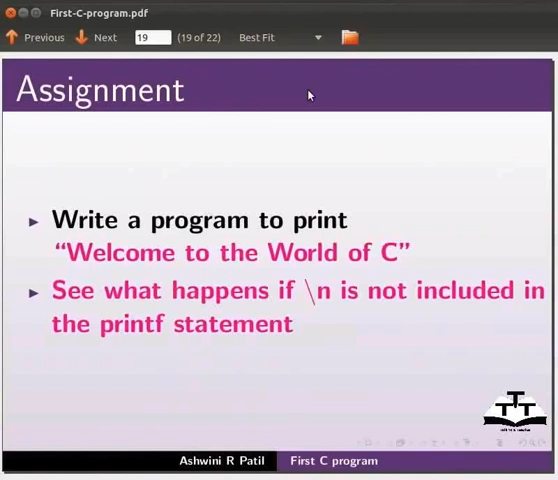 First-C-program.pdf
Previous Next 19 (19 of 22) Best Fit
Assignment
Write a program to print
“Welcome to the World of C”
See what happens if \n is not included in
the printf statement
TTT
Ashwini R Patil First C program